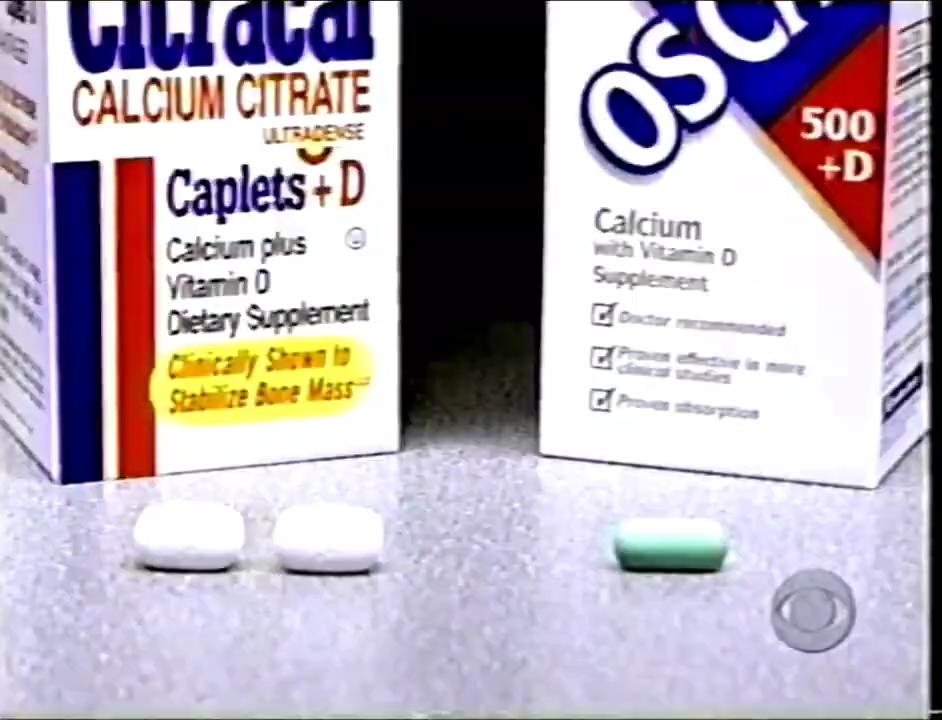 Citracal
CALCIUM CITRATE
ULTRADENSE
Caplets + D
Calcium plus
Vitamin D
Dietary Supplement
Clinically Shown to
Stabilize Bone Mass
OSCA
500
+D
Calcium
with Vitamin D
Supplement
Doctor recommended
Proven effective in more
clinical studies
Proven absorption